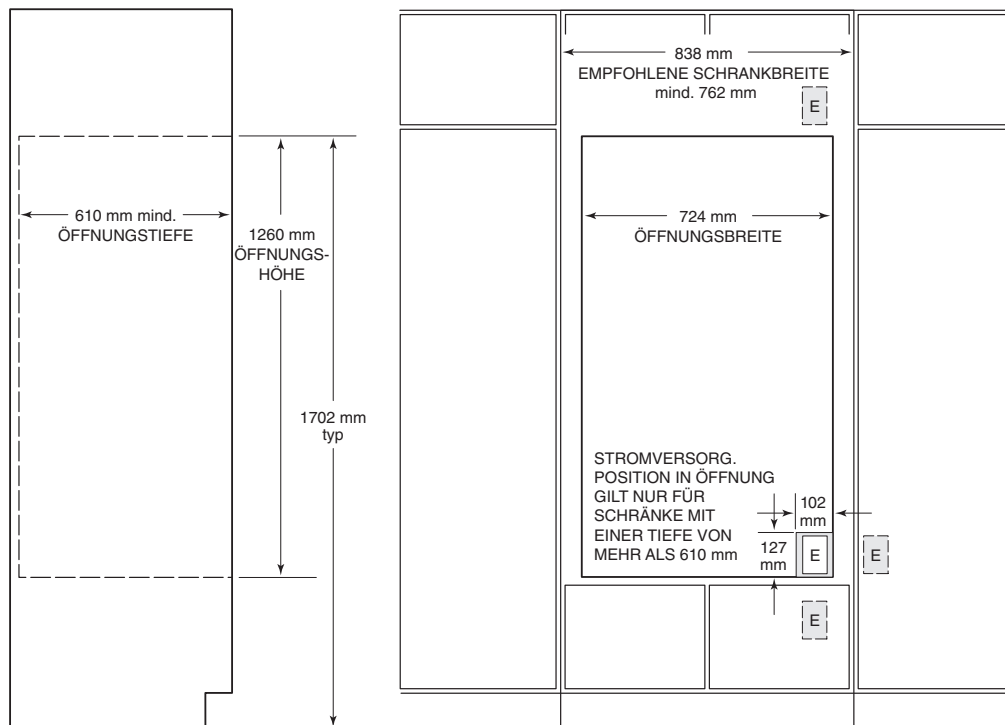 610 mm mind.
ÖFFNUNGSTIEFE
1260 mm
ÖFFNUNGS-
HÖHE
1702 mm
typ
838 mm
EMPFOHLENE SCHRANKBREITE
mind. 762 mm
E
724 mm
ÖFFNUNGSBREITE
STROMVERSORG.
POSITION IN ÖFFNUNG
GILT NUR FÜR
SCHRÄNKE MIT
EINER TIEFE VON
MEHR ALS 610 mm
102
mm
127
mm
E
E
E